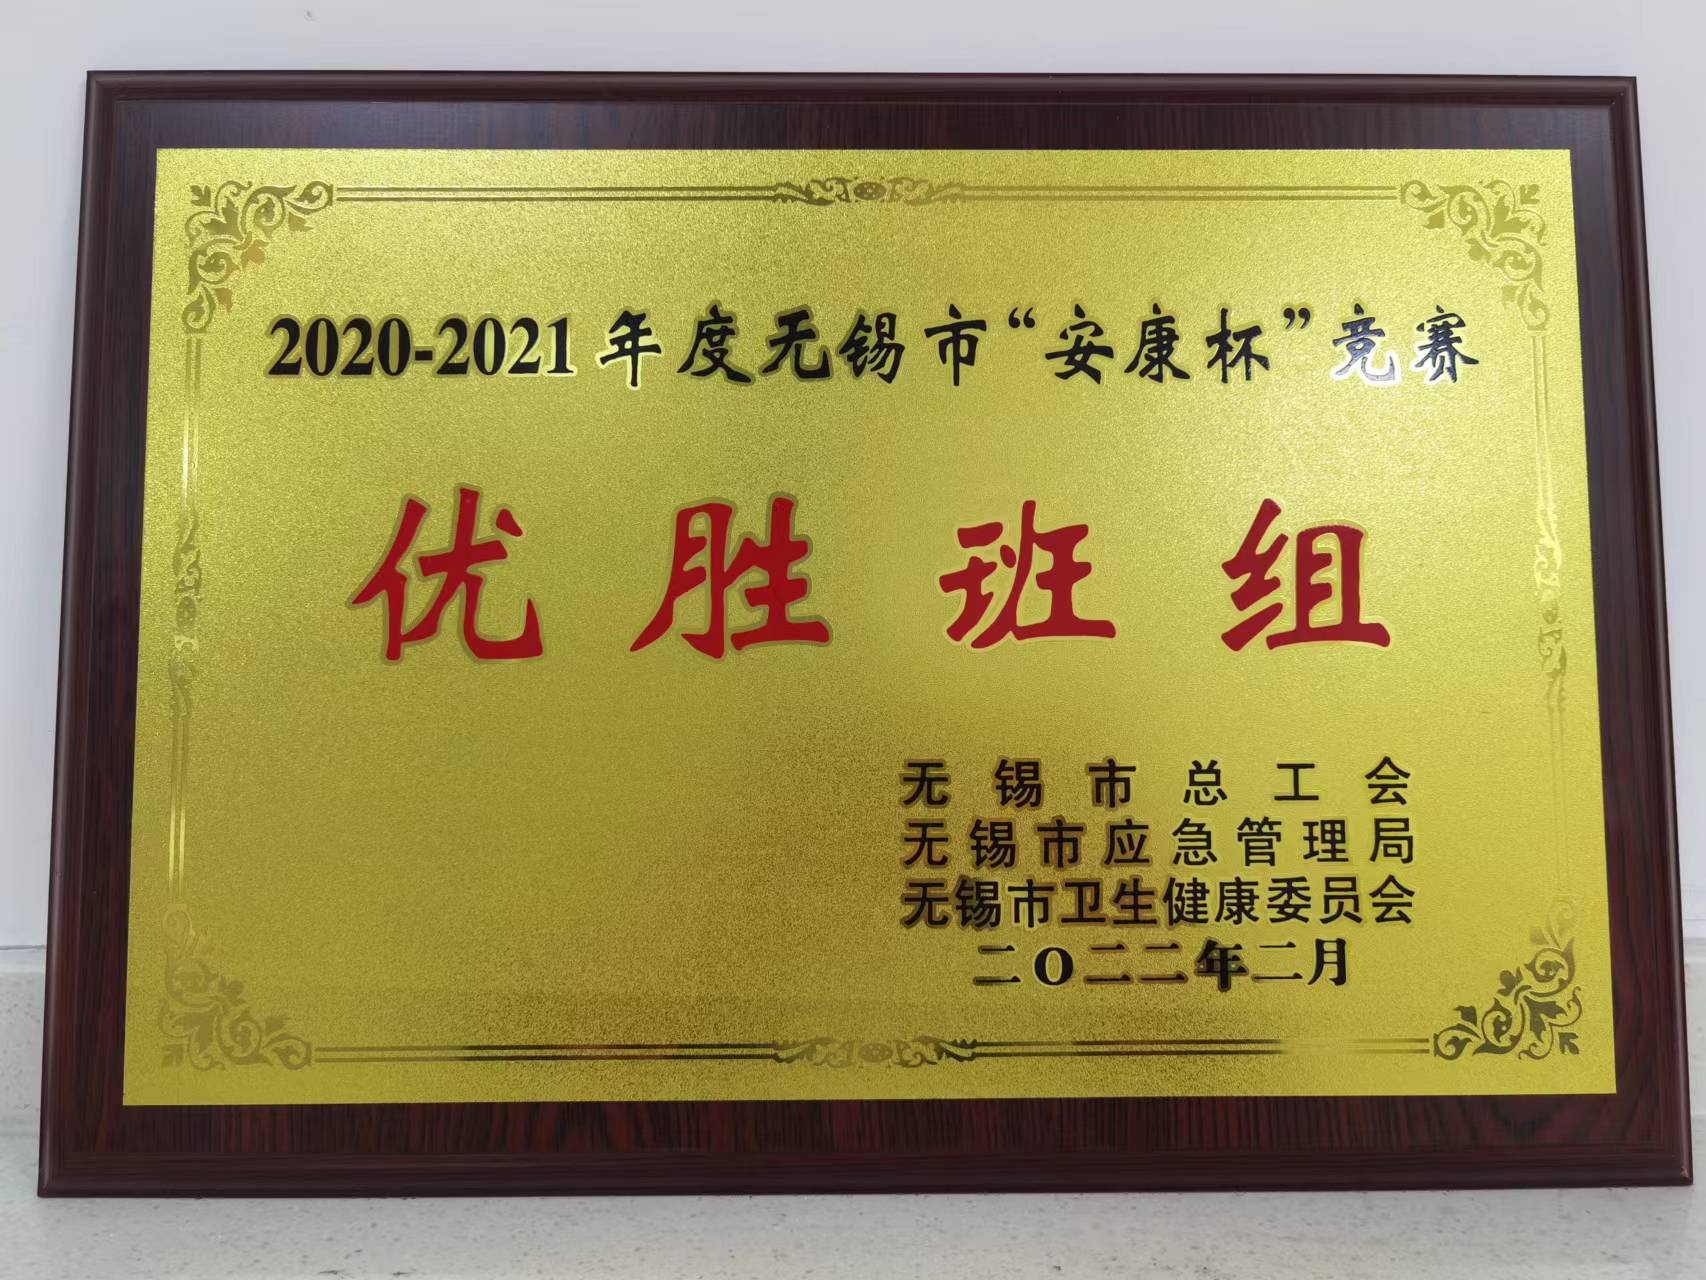 2020-2021年度无锡市“安康杯”竞赛
优胜班组
无锡市总工会
无锡市应急管理局
无锡市卫生健康委员会
二〇二二年二月